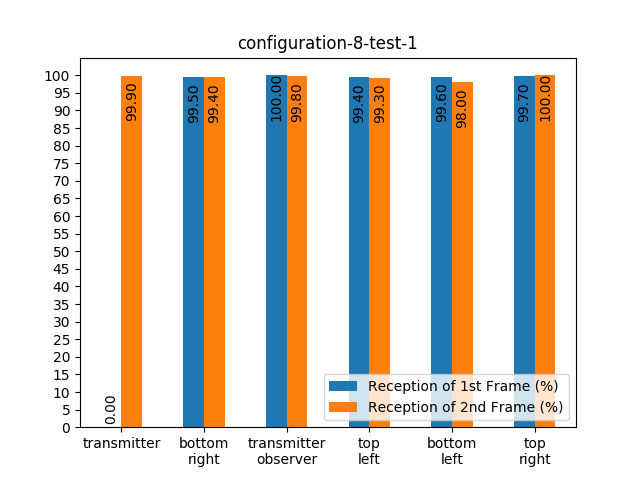 configuration-8-test-1
100
95
90
85
80
75
70
65
60
55
50
45
40
35
30
25
20
15
10
5
0
0.00
99.90
99.50
99.40
100.00
99.80
99.40
99.30
99.60
98.00
99.70
100.00
Reception of 1st Frame (%)
Reception of 2nd Frame (%)
transmitter
bottom
right
transmitter
observer
top
left
bottom
left
top
right